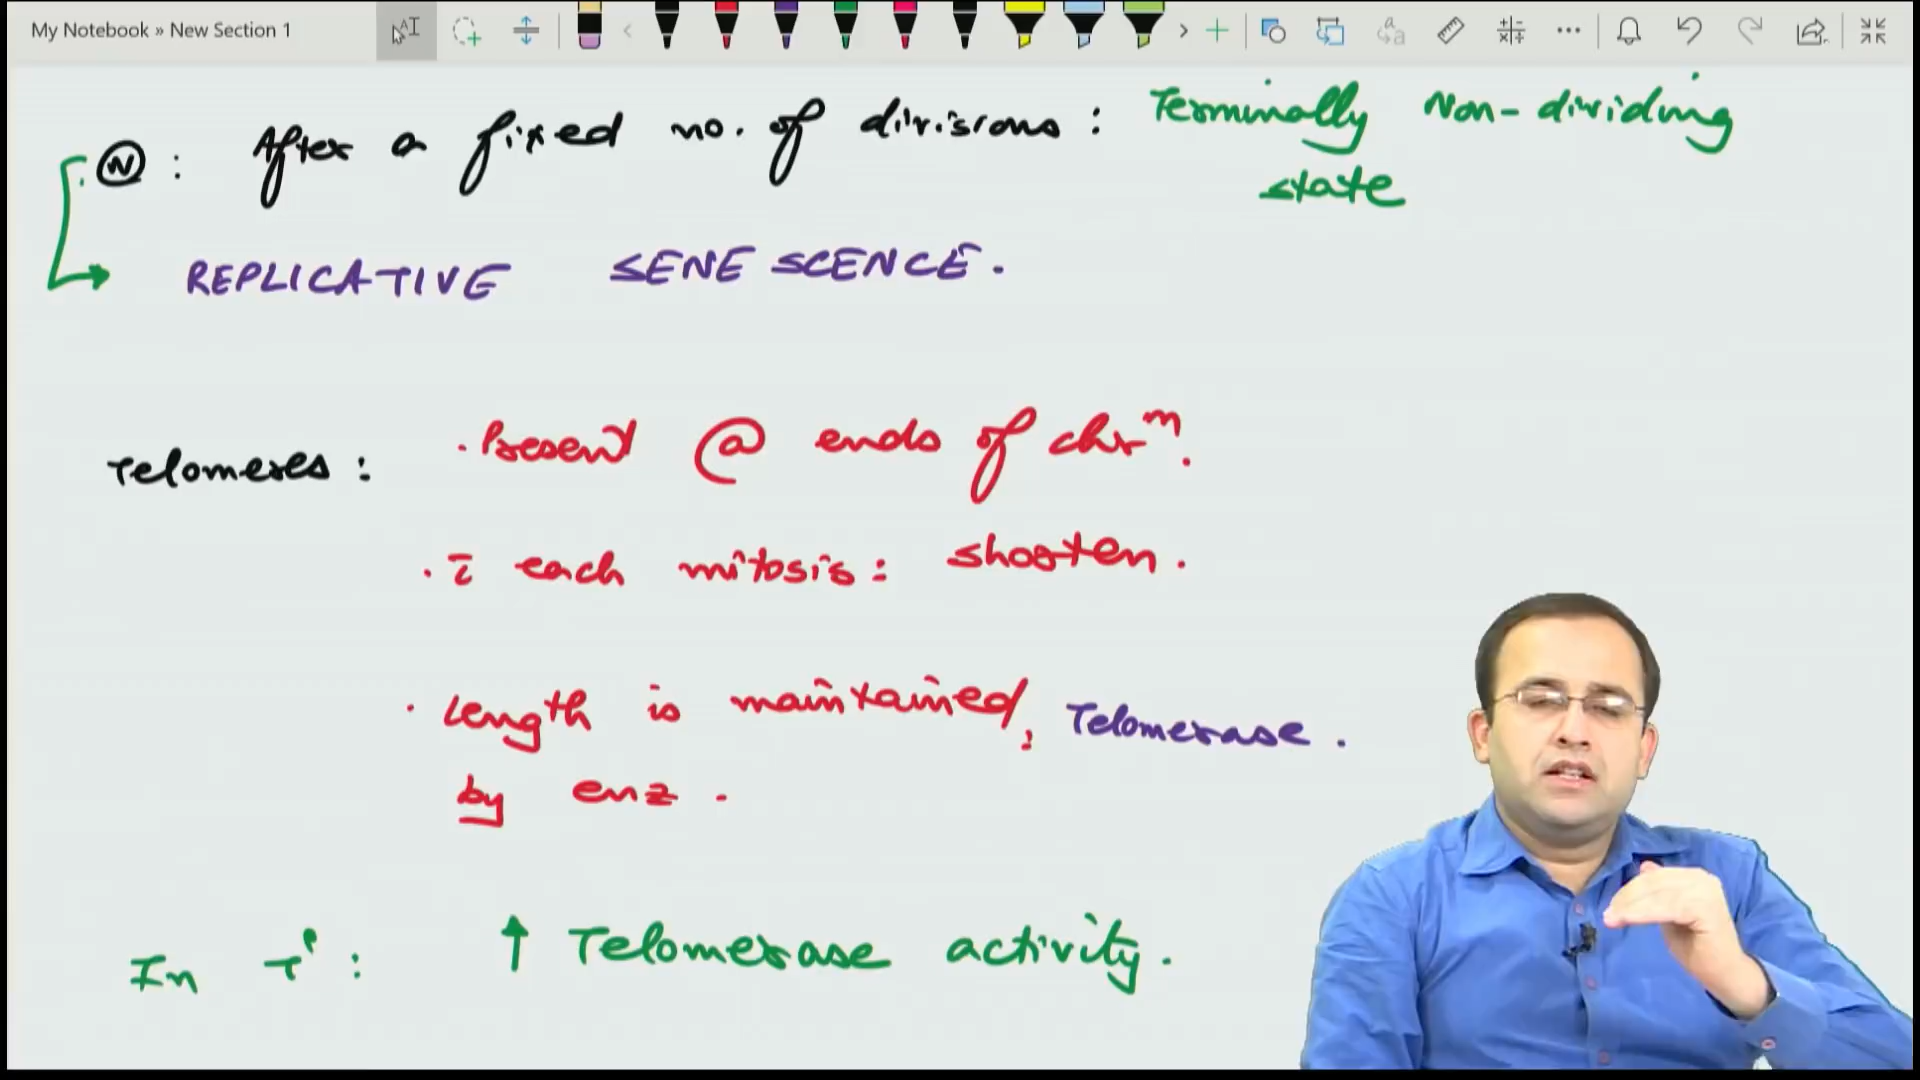 My Notebook » New Section 1
N : After a fixed no. of divisions : Terminally Non-dividing
state
REPLICATIVE SENESCENCE.
Telomeres : · Present @ ends of chrᵐ.
· c̄ each mitosis : shorten.
· Length is maintained, : Telomerase.
by enz.
In Tʳ : ↑ Telomerase activity.